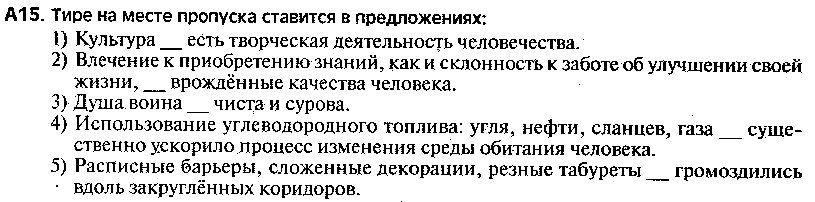 А15. Тире на месте пропуска ставится в предложениях:
1) Культура __ есть творческая деятельность человечества.
2) Влечение к приобретению знаний, как и склонность к заботе об улучшении своей
жизни, __ врождённые качества человека.
3) Душа воина __ чиста и сурова.
4) Использование углеводородного топлива: угля, нефти, сланцев, газа __ суще-
ственно ускорило процесс изменения среды обитания человека.
5) Расписные барьеры, сложенные декорации, резные табуреты __ громоздились
вдоль закруглённых коридоров.